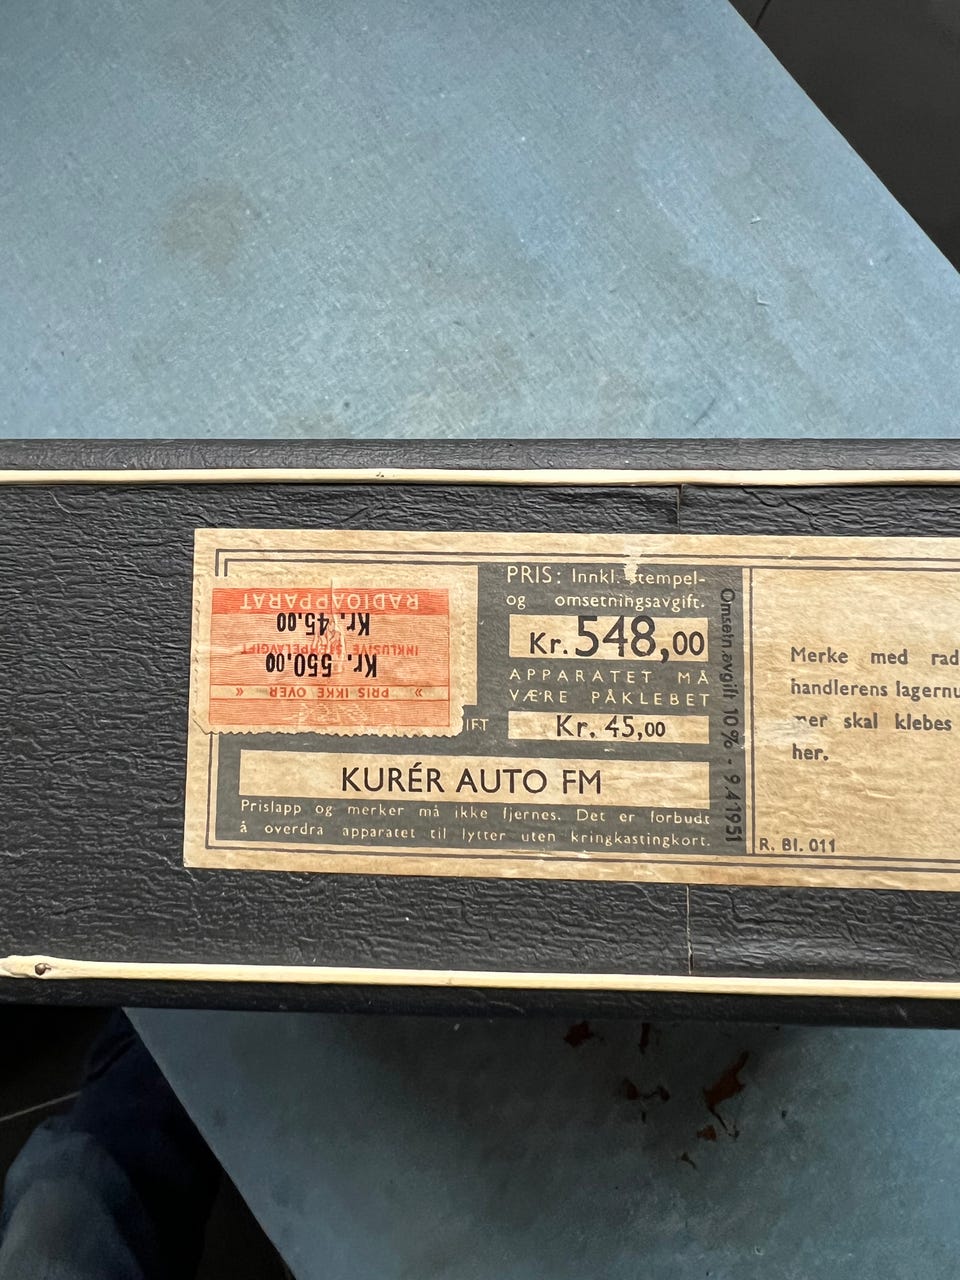 RADIOAPPARAT
Kr. 45.00
INKLUSIVE STEMPELAVGIFT
Kr. 550.00
» PRIS IKKE OVER «
PRIS: Innkl. stempel-
og omsetningsavgift.
Kr. 548,00
APPARATET MÅ
VÆRE PÅKLEBET
IFT
Kr. 45,00
KURÉR AUTO FM
Prislapp og merker må ikke fjernes. Det er forbudt
å overdra apparatet til lytter uten kringkastingkort.
Omsetn.avgift 10% - 9.4.1951
Merke med rad
handlerens lagernu
mer skal klebes
her.
R. Bl. 011